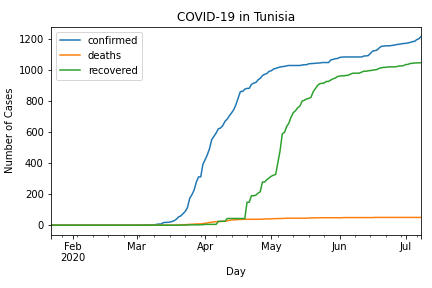 COVID-19 in Tunisia
confirmed
deaths
recovered
Number of Cases
1200
1000
800
600
400
200
0
Feb
2020
Mar
Apr
May
Jun
Jul
Day